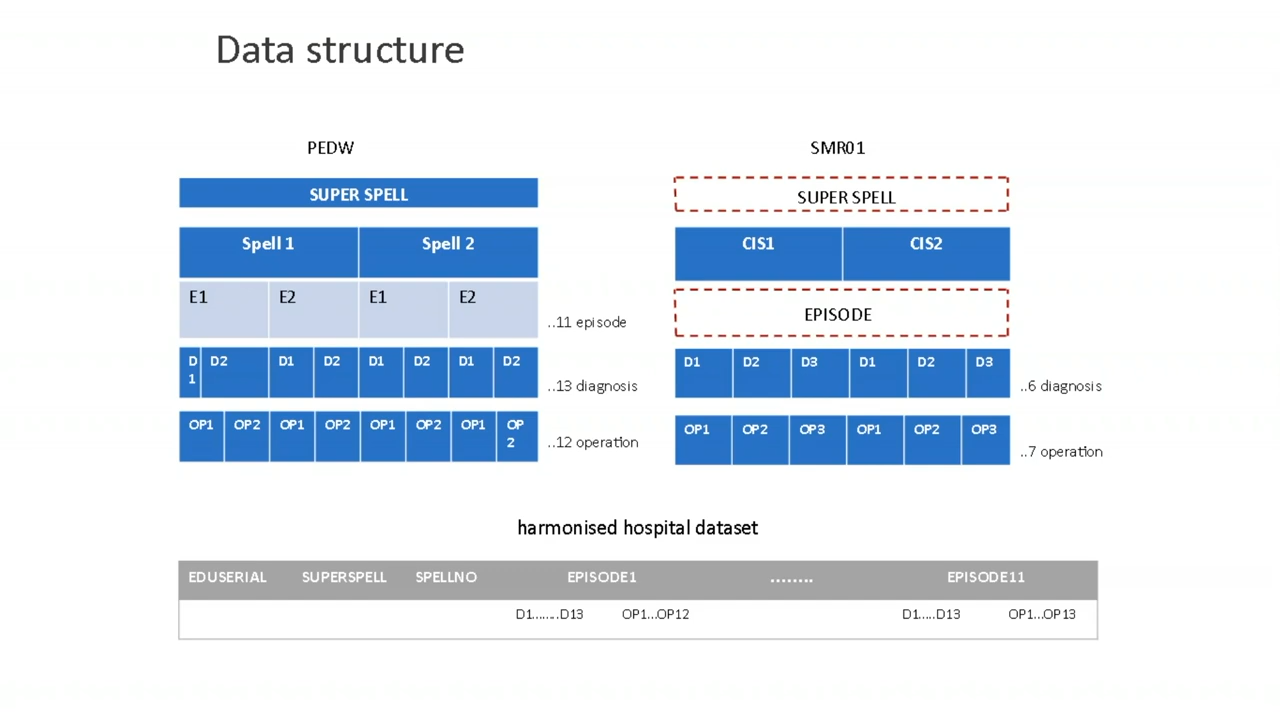 Data structure
PEDW
SUPER SPELL
Spell 1 Spell 2
E1 E2 E1 E2
..11 episode
D1 D2 D1 D2 D1 D2 D1 D2
..13 diagnosis
OP1 OP2 OP1 OP2 OP1 OP2 OP1 OP 2
..12 operation
SMR01
SUPER SPELL
CIS1 CIS2
EPISODE
D1 D2 D3 D1 D2 D3
..6 diagnosis
OP1 OP2 OP3 OP1 OP2 OP3
..7 operation
harmonised hospital dataset
EDUSERIAL SUPERSPELL SPELLNO EPISODE1 ........ EPISODE11
D1........D13 OP1...OP12 D1.....D13 OP1...OP13